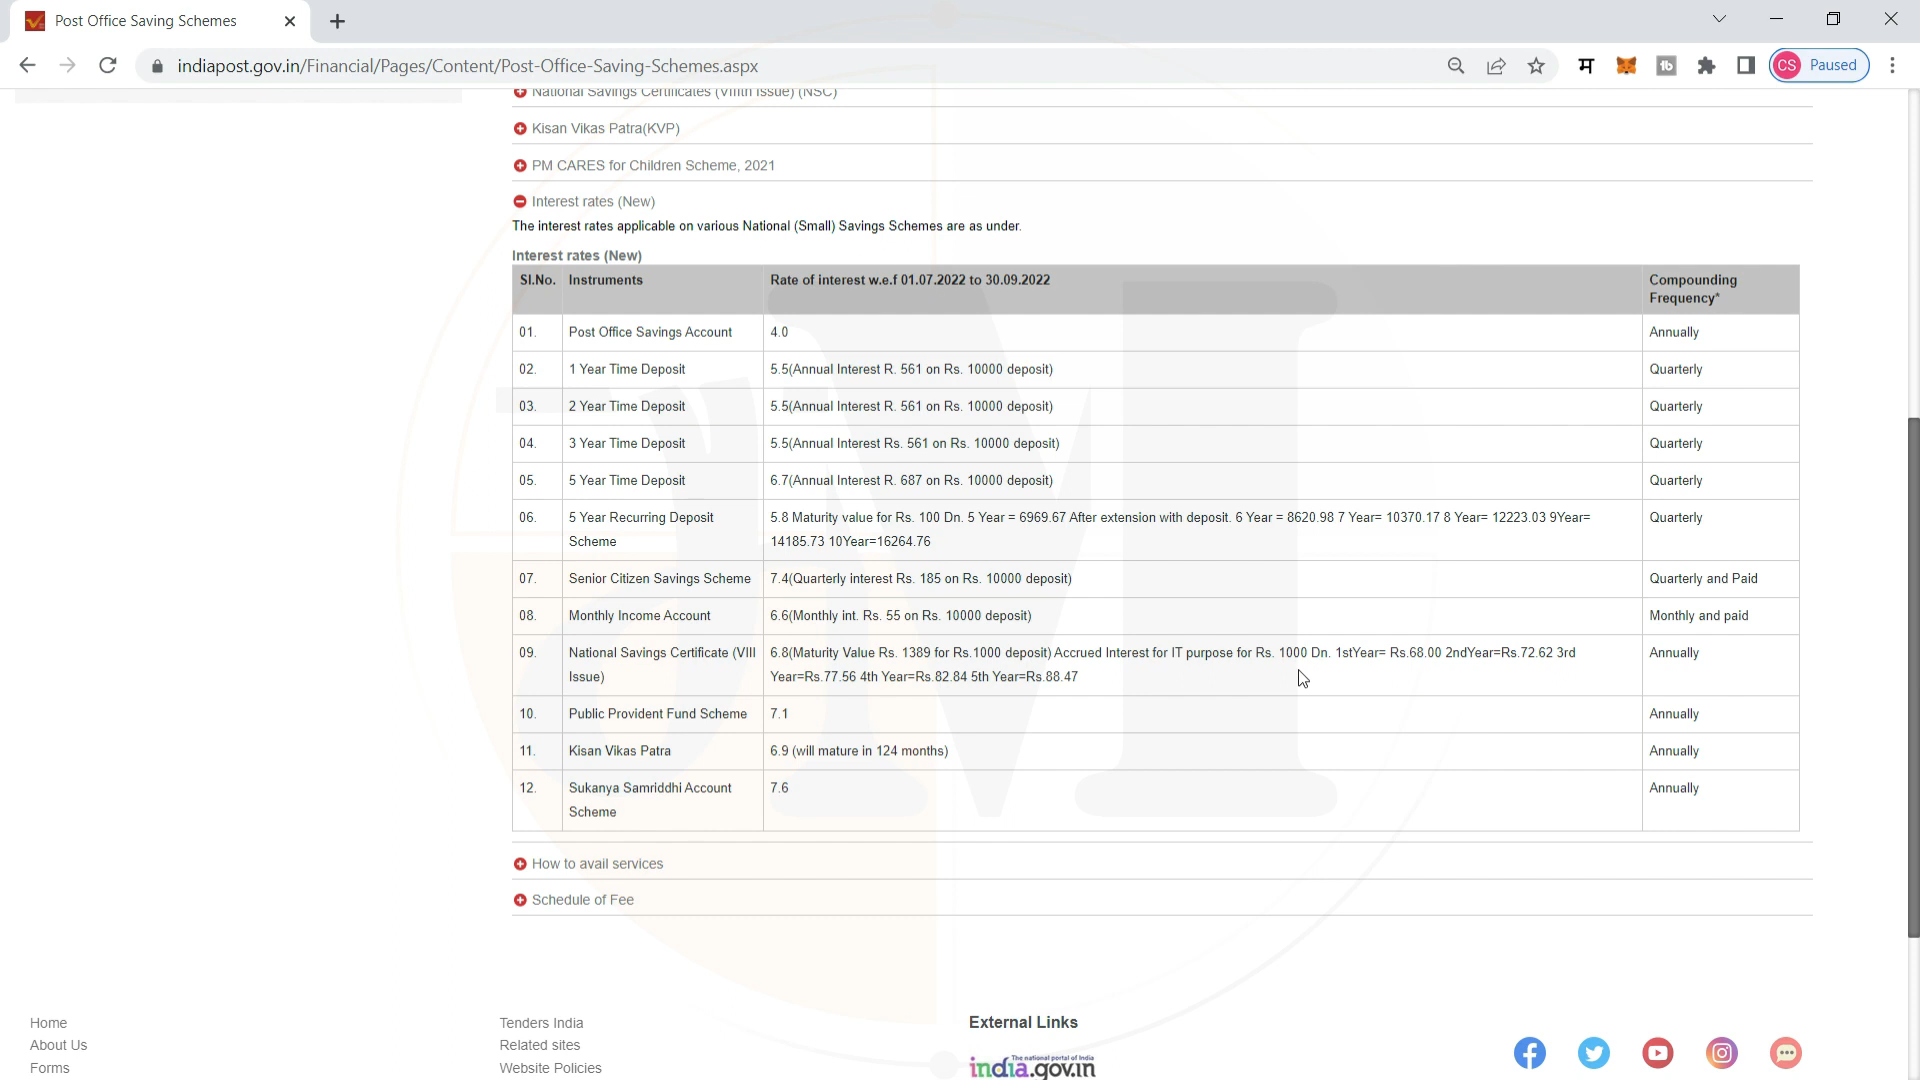 Post Office Saving Schemes
indiapost.gov.in/Financial/Pages/Content/Post-Office-Saving-Schemes.aspx
म
tb
CS Paused
National Savings Certificates (VIIIth Issue) (NSC)
Kisan Vikas Patra(KVP)
PM CARES for Children Scheme, 2021
Interest rates (New)
The interest rates applicable on various National (Small) Savings Schemes are as under.
Interest rates (New)
SI.No. Instruments Rate of interest w.e.f 01.07.2022 to 30.09.2022 Compounding
Frequency*
01. Post Office Savings Account 4.0 Annually
02. 1 Year Time Deposit 5.5(Annual Interest R. 561 on Rs. 10000 deposit) Quarterly
03. 2 Year Time Deposit 5.5(Annual Interest R. 561 on Rs. 10000 deposit) Quarterly
04. 3 Year Time Deposit 5.5(Annual Interest Rs. 561 on Rs. 10000 deposit) Quarterly
05. 5 Year Time Deposit 6.7(Annual Interest R. 687 on Rs. 10000 deposit) Quarterly
06. 5 Year Recurring Deposit 5.8 Maturity value for Rs. 100 Dn. 5 Year = 6969.67 After extension with deposit. 6 Year = 8620.98 7 Year= 10370.17 8 Year= 12223.03 9Year= Quarterly
Scheme 14185.73 10Year=16264.76
07. Senior Citizen Savings Scheme 7.4(Quarterly interest Rs. 185 on Rs. 10000 deposit) Quarterly and Paid
08. Monthly Income Account 6.6(Monthly int. Rs. 55 on Rs. 10000 deposit) Monthly and paid
09. National Savings Certificate (VIII 6.8(Maturity Value Rs. 1389 for Rs.1000 deposit) Accrued Interest for IT purpose for Rs. 1000 Dn. 1stYear= Rs.68.00 2ndYear=Rs.72.62 3rd Annually
Issue) Year=Rs.77.56 4th Year=Rs.82.84 5th Year=Rs.88.47
10. Public Provident Fund Scheme 7.1 Annually
11. Kisan Vikas Patra 6.9 (will mature in 124 months) Annually
12. Sukanya Samriddhi Account 7.6 Annually
Scheme
How to avail services
Schedule of Fee
Home Tenders India External Links
About Us Related sites
Forms Website Policies
The national portal of India
india.gov.in